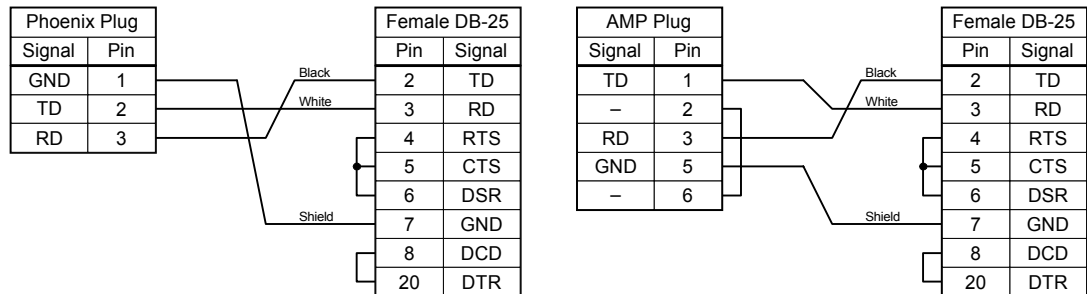 Phoenix Plug
Signal Pin
GND 1
TD 2
RD 3
Black
White
Shield
Female DB-25
Pin Signal
2 TD
3 RD
4 RTS
5 CTS
6 DSR
7 GND
8 DCD
20 DTR
AMP Plug
Signal Pin
TD 1
– 2
RD 3
GND 5
– 6
Black
White
Shield
Female DB-25
Pin Signal
2 TD
3 RD
4 RTS
5 CTS
6 DSR
7 GND
8 DCD
20 DTR